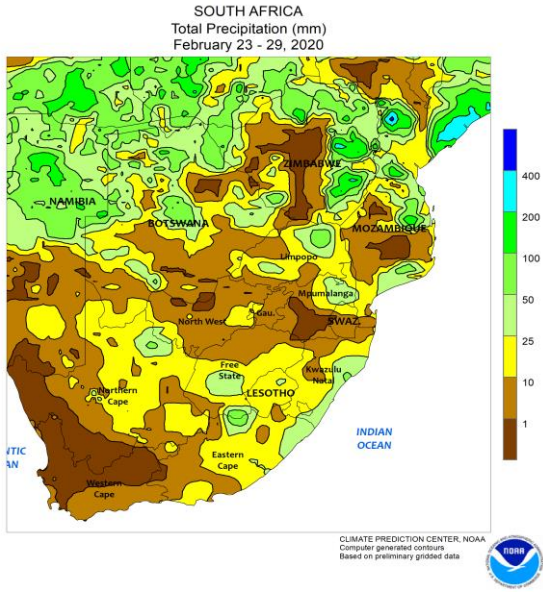 SOUTH AFRICA
Total Precipitation (mm)
February 23 - 29, 2020
ZIMBABWE
NAMIBIA
BOTSWANA
MOZAMBIQUE
Limpopo
Mpumalanga
North West
Gau.
SWAZ.
Free
State
Kwazulu
Natal
LESOTHO
Northern
Cape
Eastern
Cape
Western
Cape
NTIC
AN
INDIAN
OCEAN
400
200
100
50
25
10
1
CLIMATE PREDICTION CENTER, NOAA
Computer generated contours
Based on preliminary gridded data
NOAA